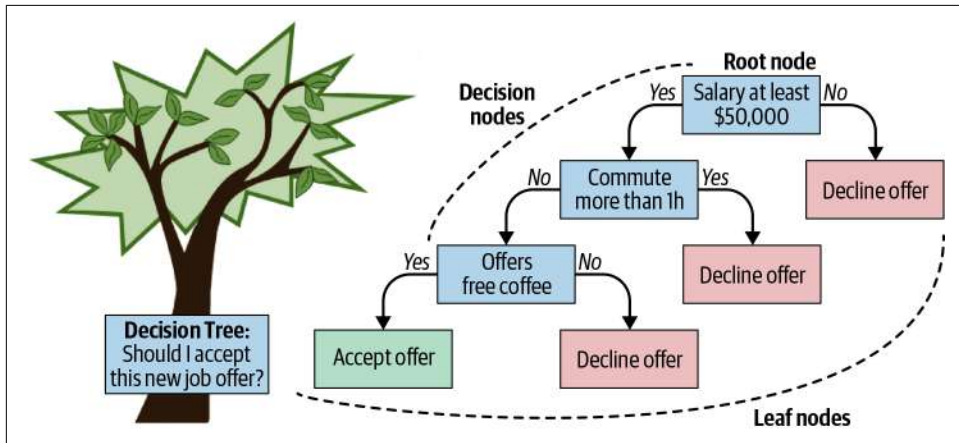 Root node
Decision
nodes
Yes
Salary at least
$50,000
No
No
Commute
more than 1h
Yes
Decline offer
Yes
Offers
free coffee
No
Decline offer
Decision Tree:
Should I accept
this new job offer?
Accept offer
Decline offer
Leaf nodes